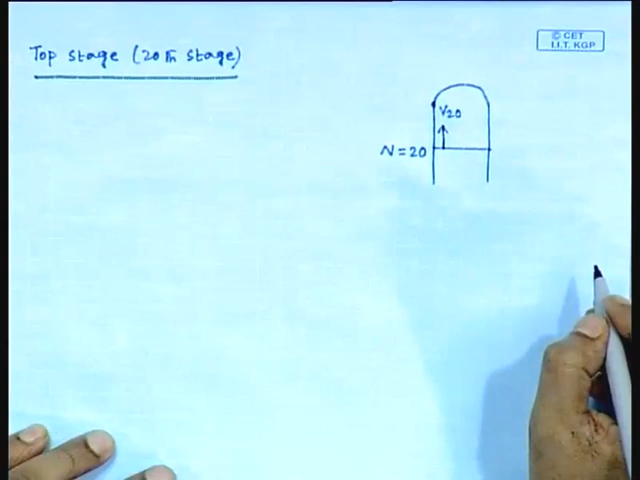 Top stage (20th stage)
© CET
I.I.T. KGP
V20
N=20